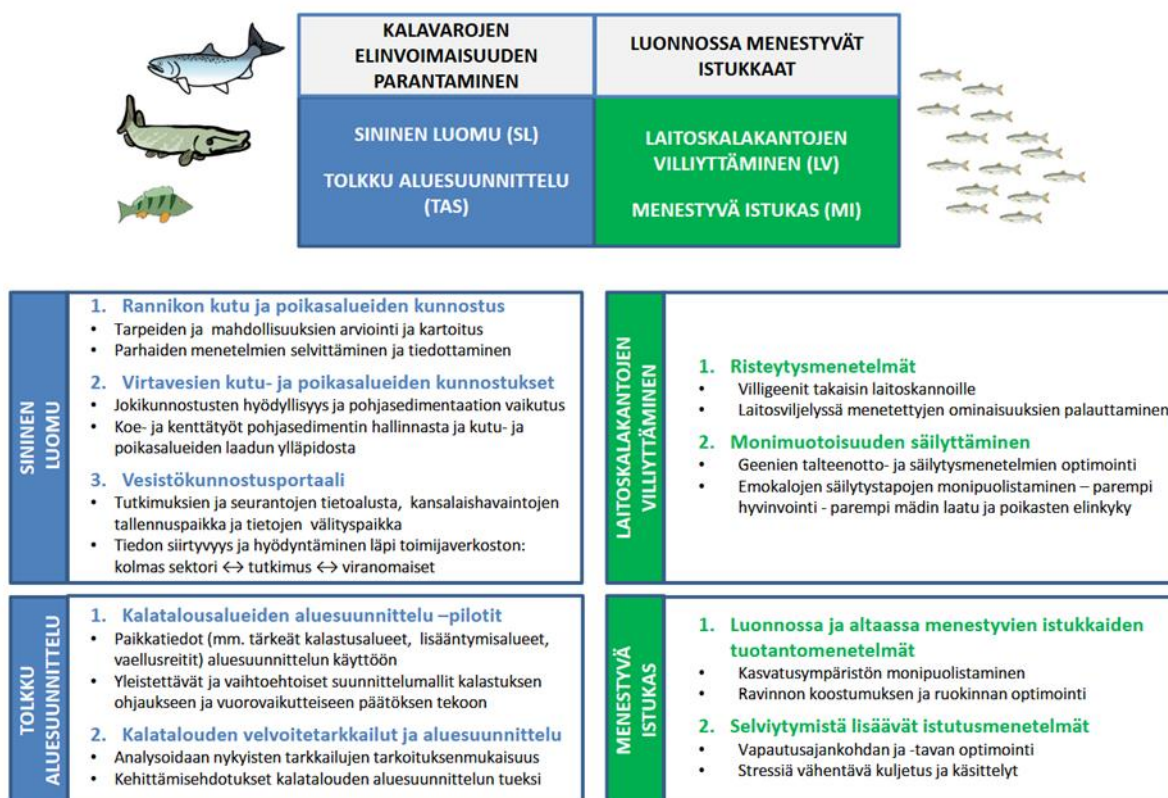 KALAVAROJEN
ELINVOIMAISUUDEN
PARANTAMINEN
LUONNOSSA MENESTYVÄT
ISTUKKAAT
SININEN LUOMU (SL)
TOLKKU ALUESUUNNITTELU
(TAS)
LAITOSKALAKANTOJEN
VILLIYTTÄMINEN (LV)
MENESTYVÄ ISTUKAS (MI)
SININEN
LUOMU
1. Rannikon kutu ja poikasalueiden kunnostus
• Tarpeiden ja mahdollisuuksien arviointi ja kartoitus
• Parhaiden menetelmien selvittäminen ja tiedottaminen
2. Virtavesien kutu- ja poikasalueiden kunnostukset
• Jokikunnostusten hyödyllisyys ja pohjasedimentaation vaikutus
• Koe- ja kenttätyöt pohjasedimentin hallinnasta ja kutu- ja
poikasalueiden laadun ylläpidosta
3. Vesistökunnostusportaali
• Tutkimuksien ja seurantojen tietoalusta, kansalaishavaintojen
tallennuspaikka ja tietojen välityspaikka
• Tiedon siirtyvyys ja hyödyntäminen läpi toimijaverkoston:
kolmas sektori ↔ tutkimus ↔ viranomaiset
LAITOSKALAKANTOJEN
VILLIYTTÄMINEN
1. Risteytysmenetelmät
• Villigeenit takaisin laitoskannoille
• Laitosviljelyssä menetettyjen ominaisuuksien palauttaminen
2. Monimuotoisuuden säilyttäminen
• Geenien talteenotto- ja säilytysmenetelmien optimointi
• Emokalojen säilytystapojen monipuolistaminen – parempi
hyvinvointi - parempi mädin laatu ja poikasten elinkyky
TOLKKU
ALUESUUNNITTELU
1. Kalatalousalueiden aluesuunnittelu –pilotit
• Paikkatiedot (mm. tärkeät kalastusalueet, lisääntymisalueet,
vaellusreitit) aluesuunnittelun käyttöön
• Yleistettävät ja vaihtoehtoiset suunnittelumallit kalastuksen
ohjaukseen ja vuorovaikutteiseen päätöksen tekoon
2. Kalatalouden velvoitetarkkailut ja aluesuunnittelu
• Analysoidaan nykyisten tarkkailujen tarkoituksenmukaisuus
• Kehittämisehdotukset kalatalouden aluesuunnittelun tueksi
MENESTYVÄ
ISTUKAS
1. Luonnossa ja altaassa menestyvien istukkaiden
tuotantomenetelmät
• Kasvatusympäristön monipuolistaminen
• Ravinnon koostumuksen ja ruokinnan optimointi
2. Selviytymistä lisäävät istutusmenetelmät
• Vapautusajankohdan ja -tavan optimointi
• Stressiä vähentävä kuljetus ja käsittelyt